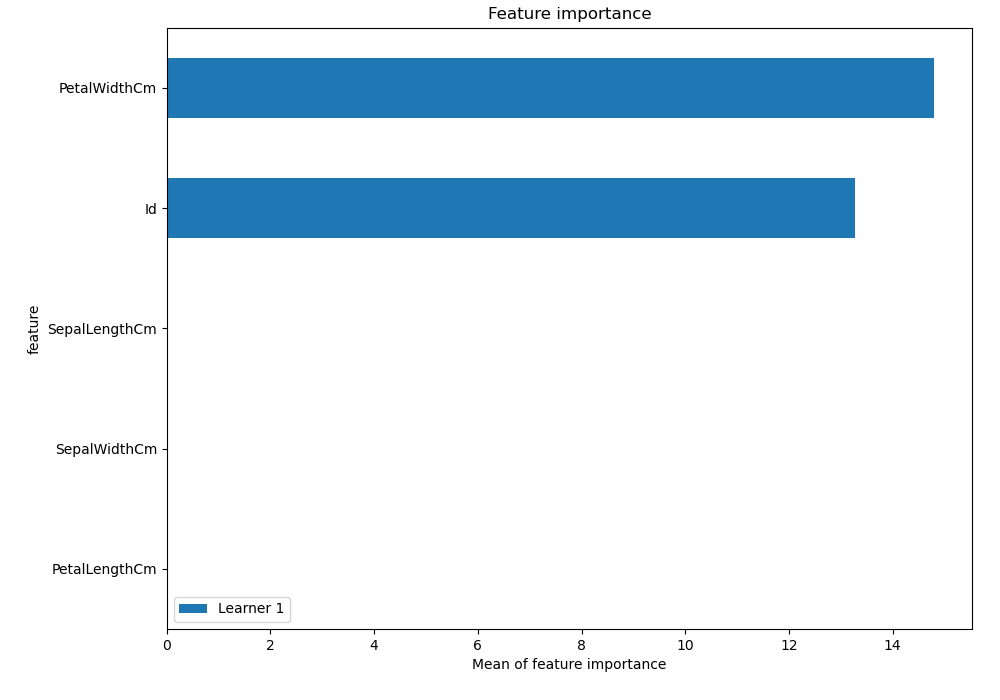 Feature importance
PetalWidthCm
Id
SepalLengthCm
SepalWidthCm
PetalLengthCm
feature
Learner 1
0 2 4 6 8 10 12 14
Mean of feature importance